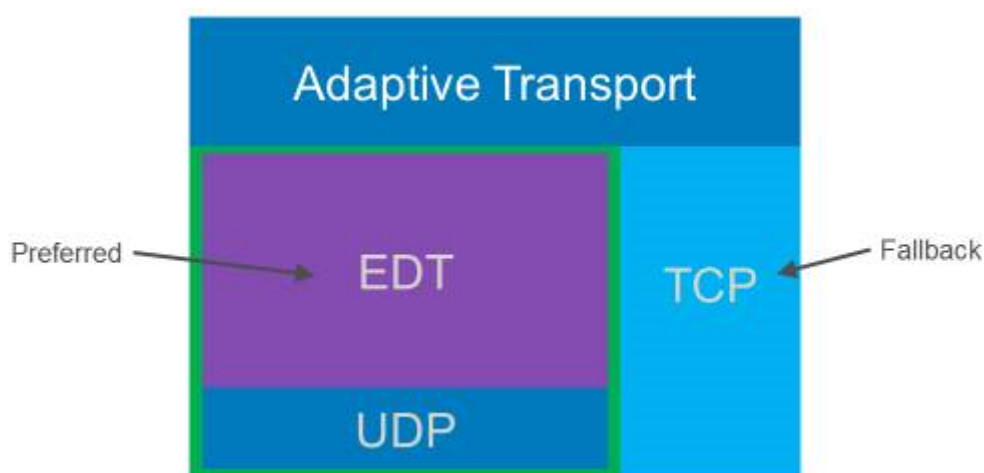 Adaptive Transport
Preferred
EDT
TCP
Fallback
UDP